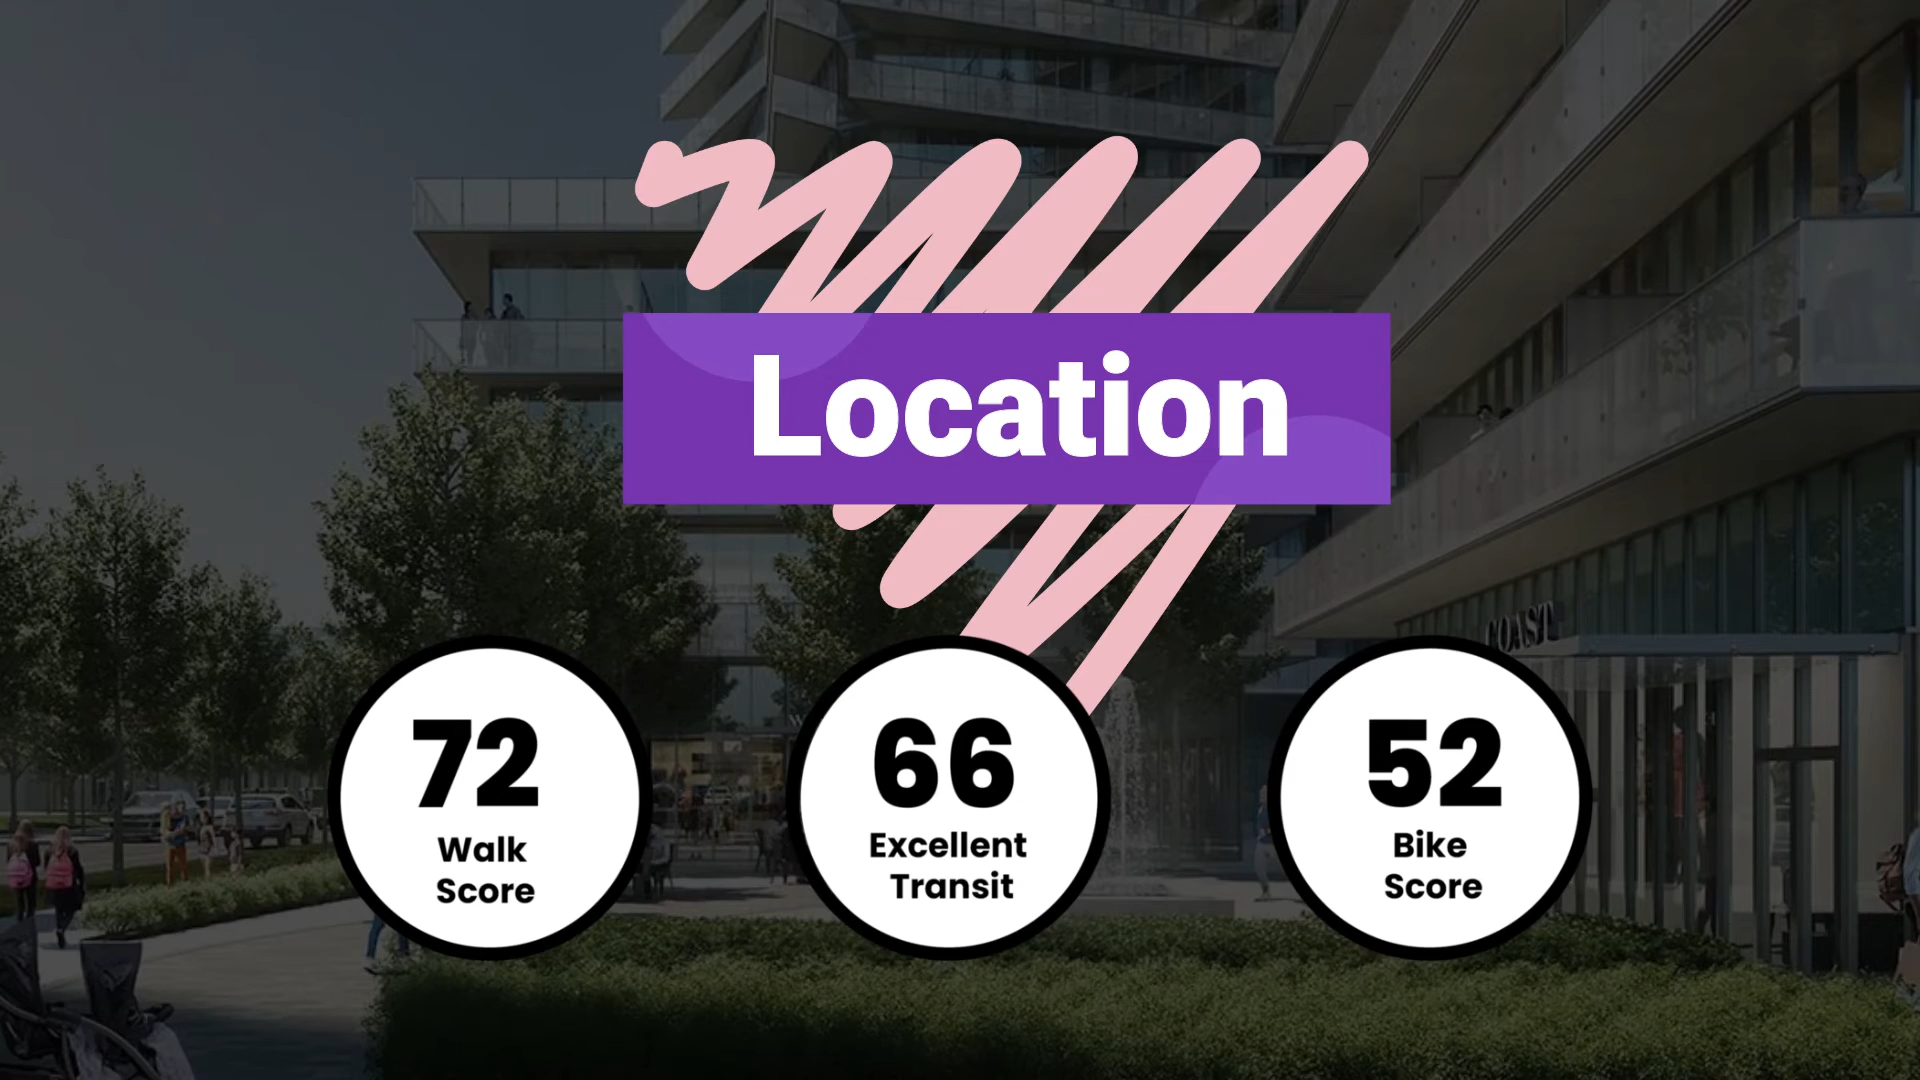 Location
COAST
72
Walk
Score
66
Excellent
Transit
52
Bike
Score